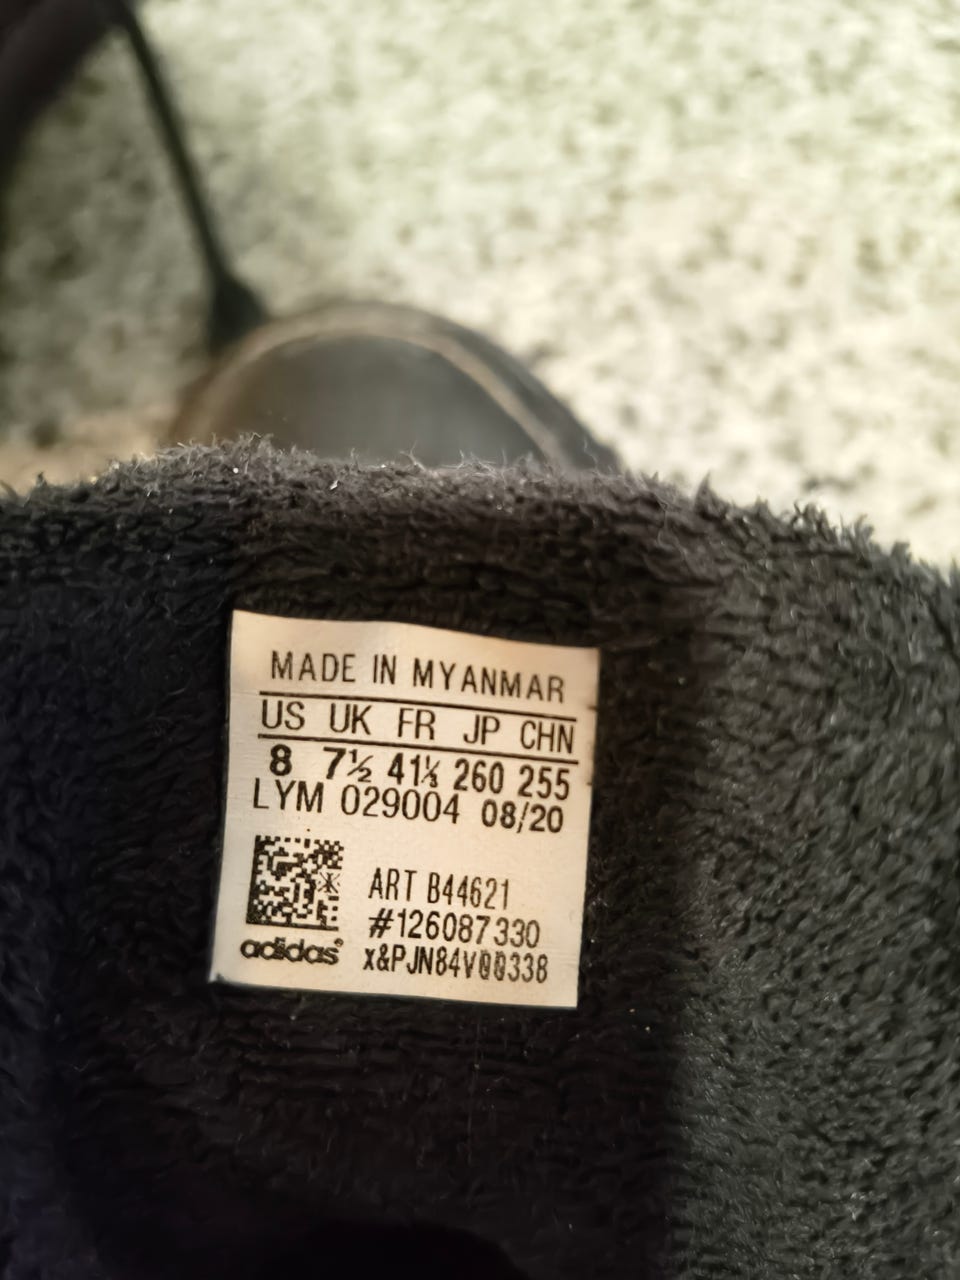 MADE IN MYANMAR
US UK FR JP CHN
8 7½ 41⅓ 260 255
LYM 029004 08/20
ART B44621
#126087330
adidas
x&PJN84V00338